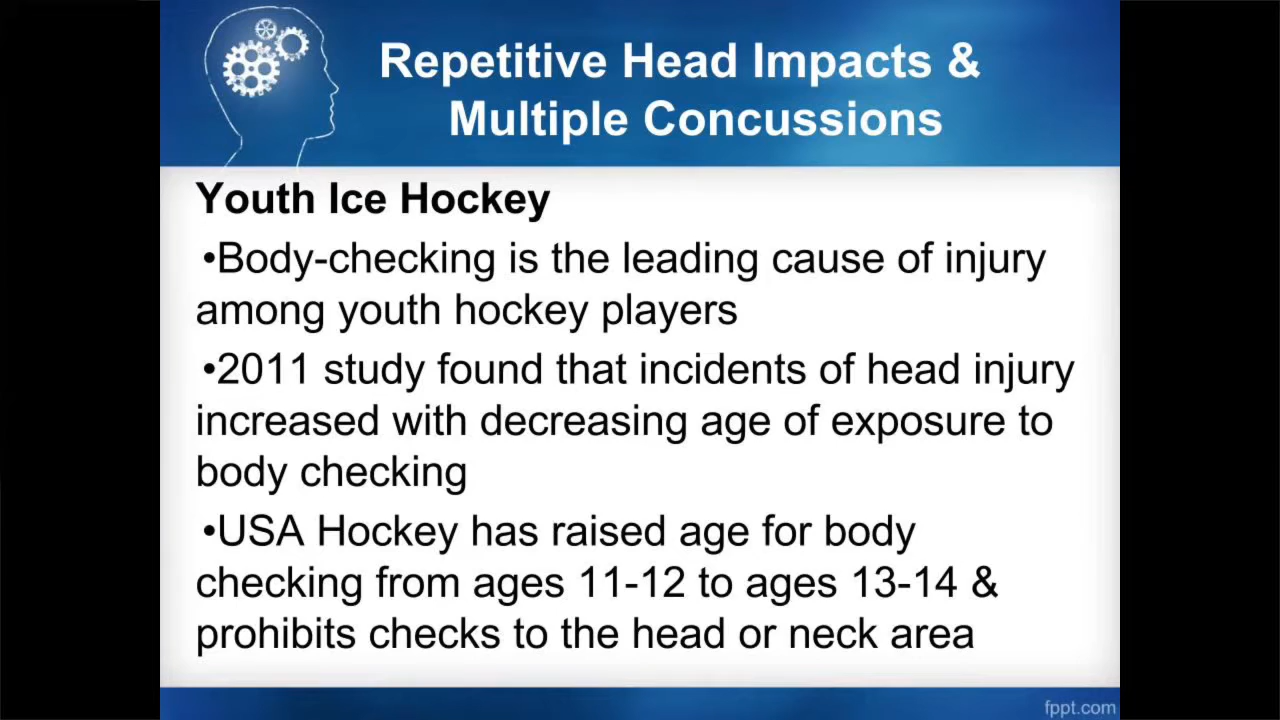 Repetitive Head Impacts &
Multiple Concussions
Youth Ice Hockey
•Body-checking is the leading cause of injury
among youth hockey players
•2011 study found that incidents of head injury
increased with decreasing age of exposure to
body checking
•USA Hockey has raised age for body
checking from ages 11-12 to ages 13-14 &
prohibits checks to the head or neck area
fppt.com